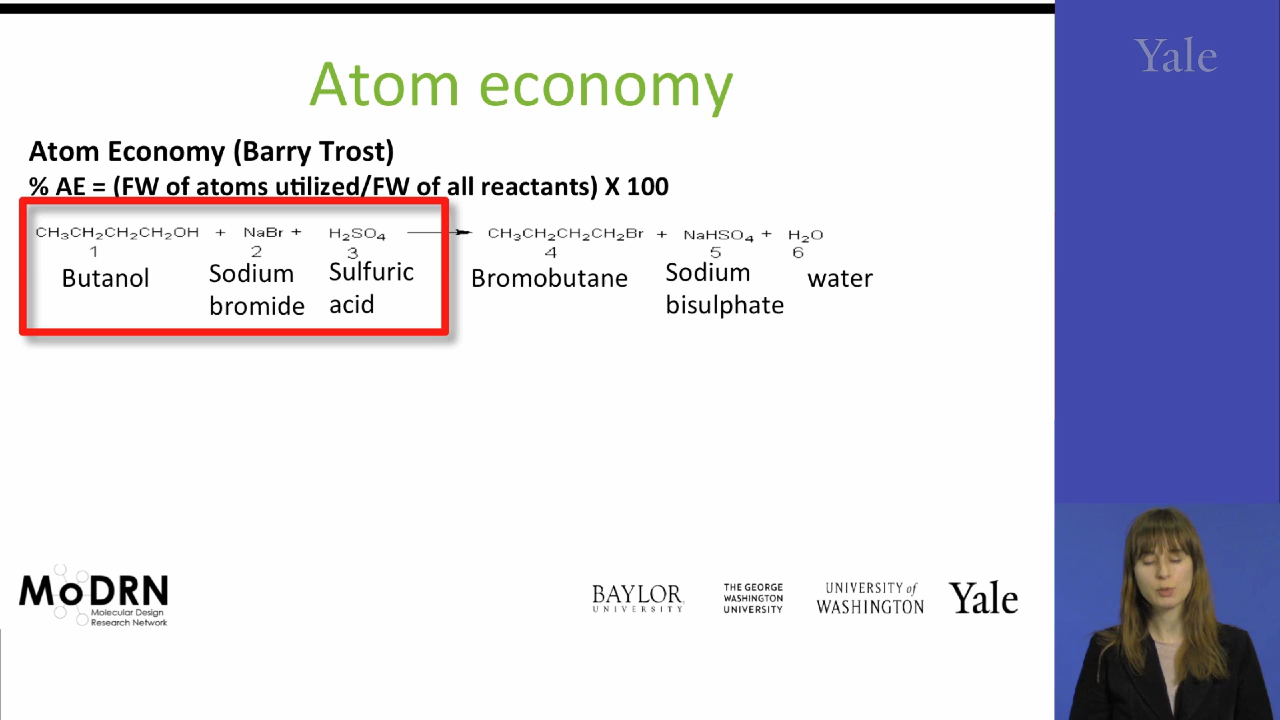 Atom economy
Yale
Atom Economy (Barry Trost)
% AE = (FW of atoms utilized/FW of all reactants) X 100
CH₃CH₂CH₂CH₂OH + NaBr + H₂SO₄ CH₃CH₂CH₂CH₂Br + NaHSO₄ + H₂O
1 2 3 4 5 6
Butanol Sodium bromide Sulfuric acid Bromobutane Sodium bisulphate water
MoDRN
Molecular Design
Research Network
BAYLOR
UNIVERSITY
THE GEORGE
WASHINGTON
UNIVERSITY
UNIVERSITY of
WASHINGTON
Yale